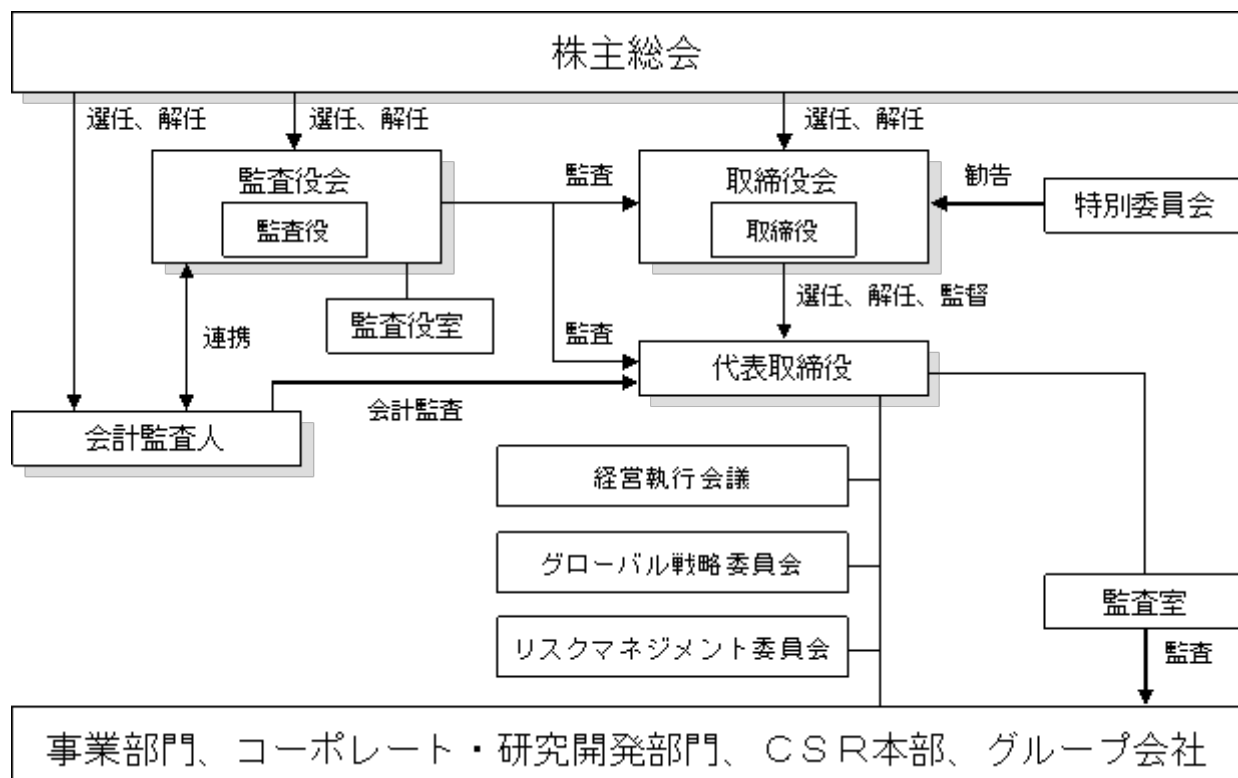 株主総会
選任、解任
選任、解任
選任、解任
監査役会
監査
取締役会
勧告
特別委員会
監査役
取締役
選任、解任、監督
監査役室
連携
監査
代表取締役
会計監査
会計監査人
経営執行会議
グローバル戦略委員会
監査室
リスクマネジメント委員会
監査
事業部門、コーポレート・研究開発部門、ＣＳＲ本部、グループ会社